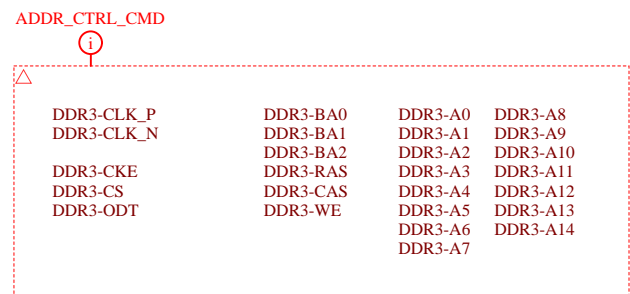 ADDR_CTRL_CMD
i
DDR3-CLK_P DDR3-BA0 DDR3-A0 DDR3-A8
DDR3-CLK_N DDR3-BA1 DDR3-A1 DDR3-A9
DDR3-BA2 DDR3-A2 DDR3-A10
DDR3-CKE DDR3-RAS DDR3-A3 DDR3-A11
DDR3-CS DDR3-CAS DDR3-A4 DDR3-A12
DDR3-ODT DDR3-WE DDR3-A5 DDR3-A13
DDR3-A6 DDR3-A14
DDR3-A7